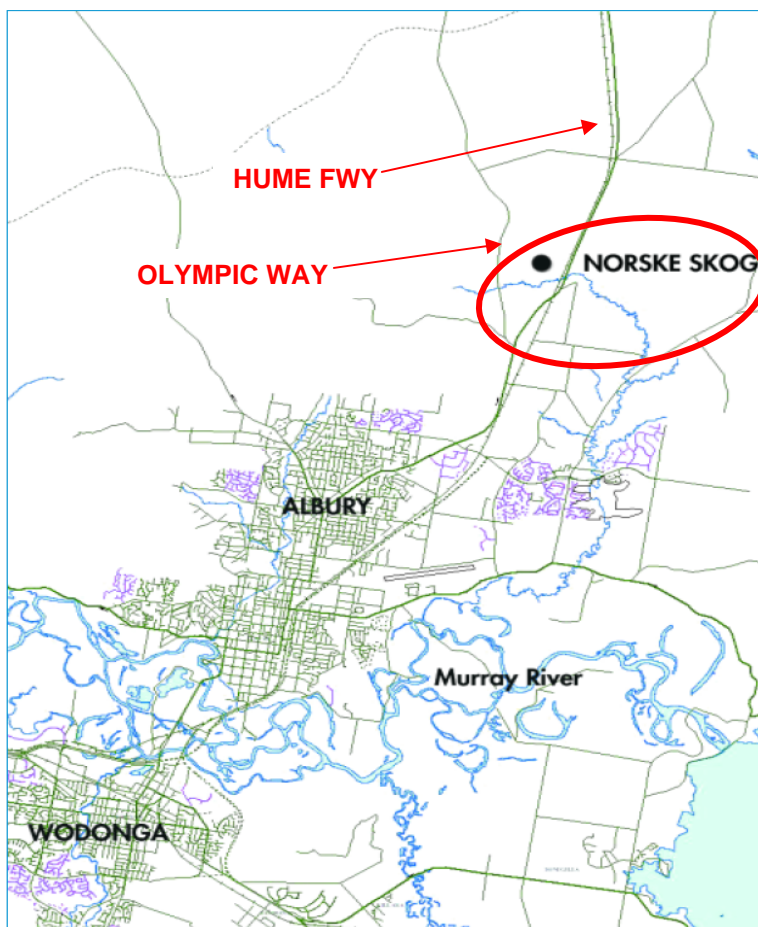 HUME FWY
OLYMPIC WAY
NORSKE SKOG
ALBURY
Murray River
WODONGA